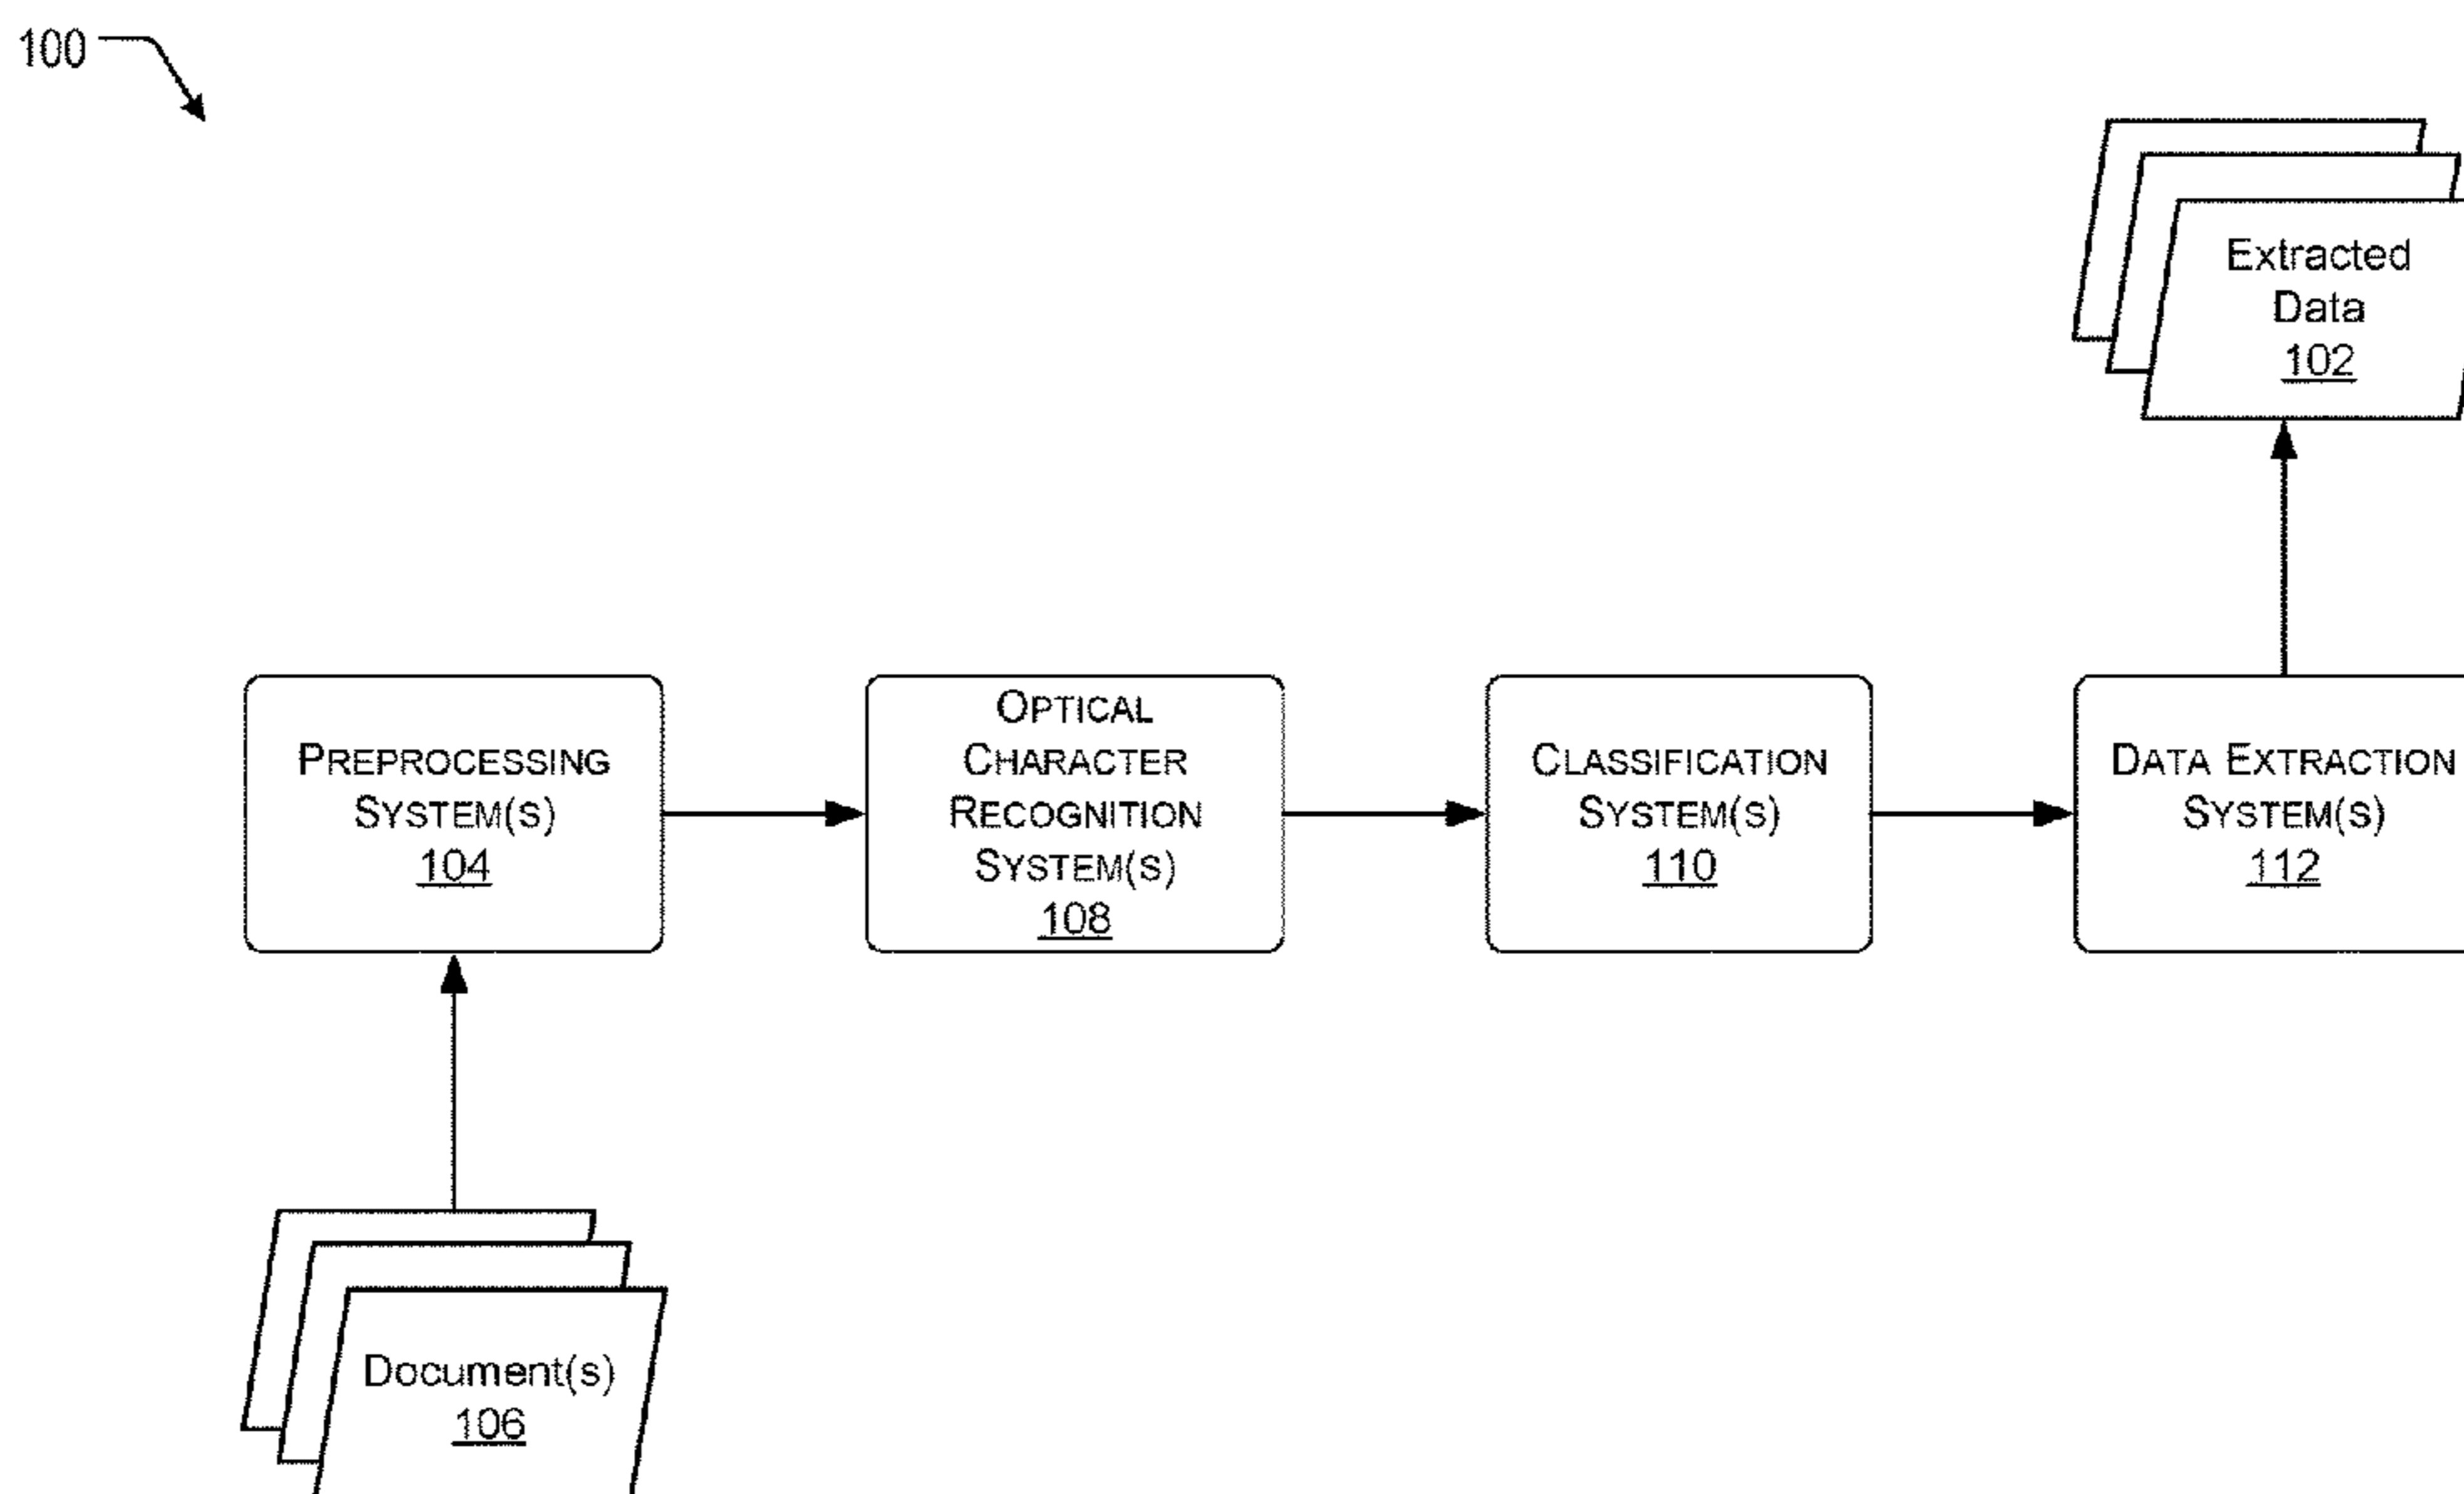 100
Extracted
Data
102
PREPROCESSING
SYSTEM(S)
104
OPTICAL
CHARACTER
RECOGNITION
SYSTEM(S)
108
CLASSIFICATION
SYSTEM(S)
110
DATA EXTRACTION
SYSTEM(S)
112
Document(s)
106